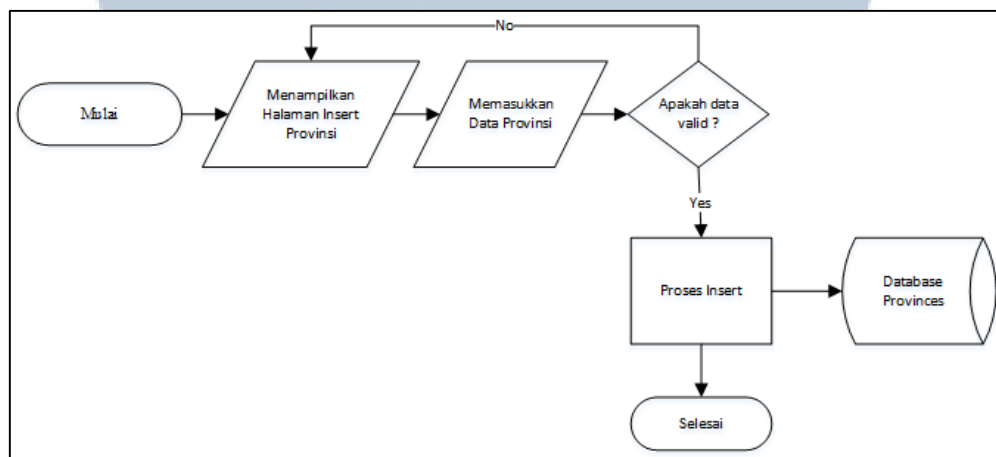 No
Mulai
Menampilkan
Halaman Insert
Provinsi
Memasukkan
Data Provinsi
Apakah data
valid ?
Yes
Proses Insert
Database
Provinces
Selesai